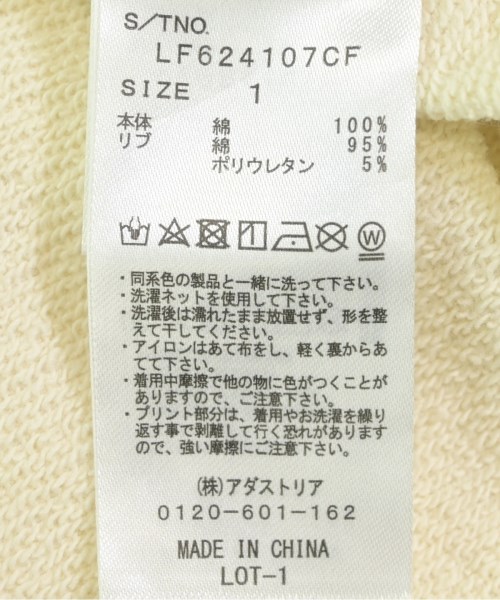 S/TNO.
LF624107CF
SIZE 1
本体 綿 100%
リブ 綿 95%
ポリウレタン 5%
W
・同系色の製品と一緒に洗って下さい。
・洗濯ネットを使用して下さい。
・洗濯後は濡れたまま放置せず、形を整
えて干してください。
・アイロンはあて布をし、軽く裏からあ
てて下さい。
・着用中摩擦で他の物に色がつくことが
ありますので、ご注意下さい。
・プリント部分は、着用やお洗濯を繰り
返す事で剥離して行く恐れがあります
ので、強い摩擦にご注意下さい。
(株)アダストリア
0120-601-162
MADE IN CHINA
LOT-1